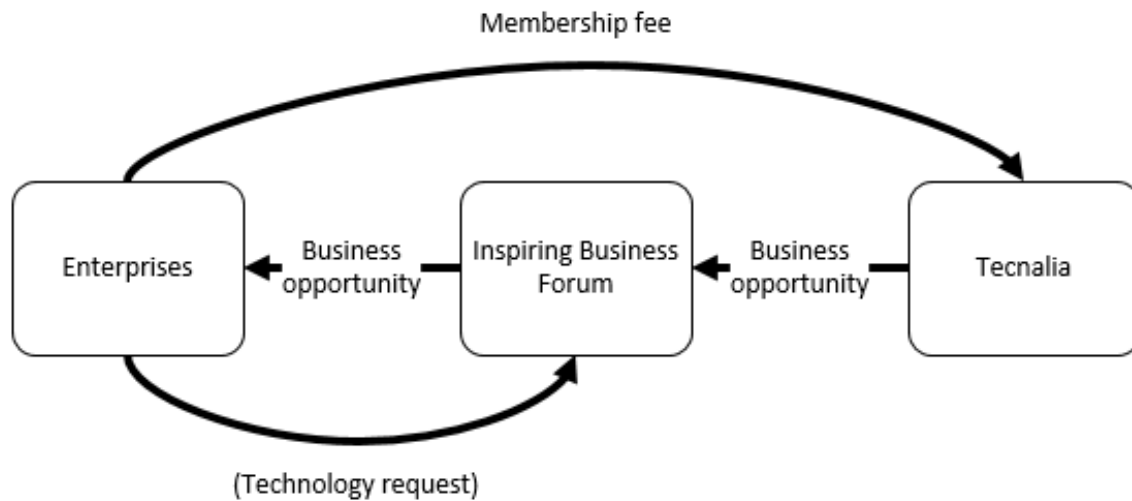 Membership fee
Enterprises
Business
opportunity
Inspiring Business
Forum
Business
opportunity
Tecnalia
(Technology request)